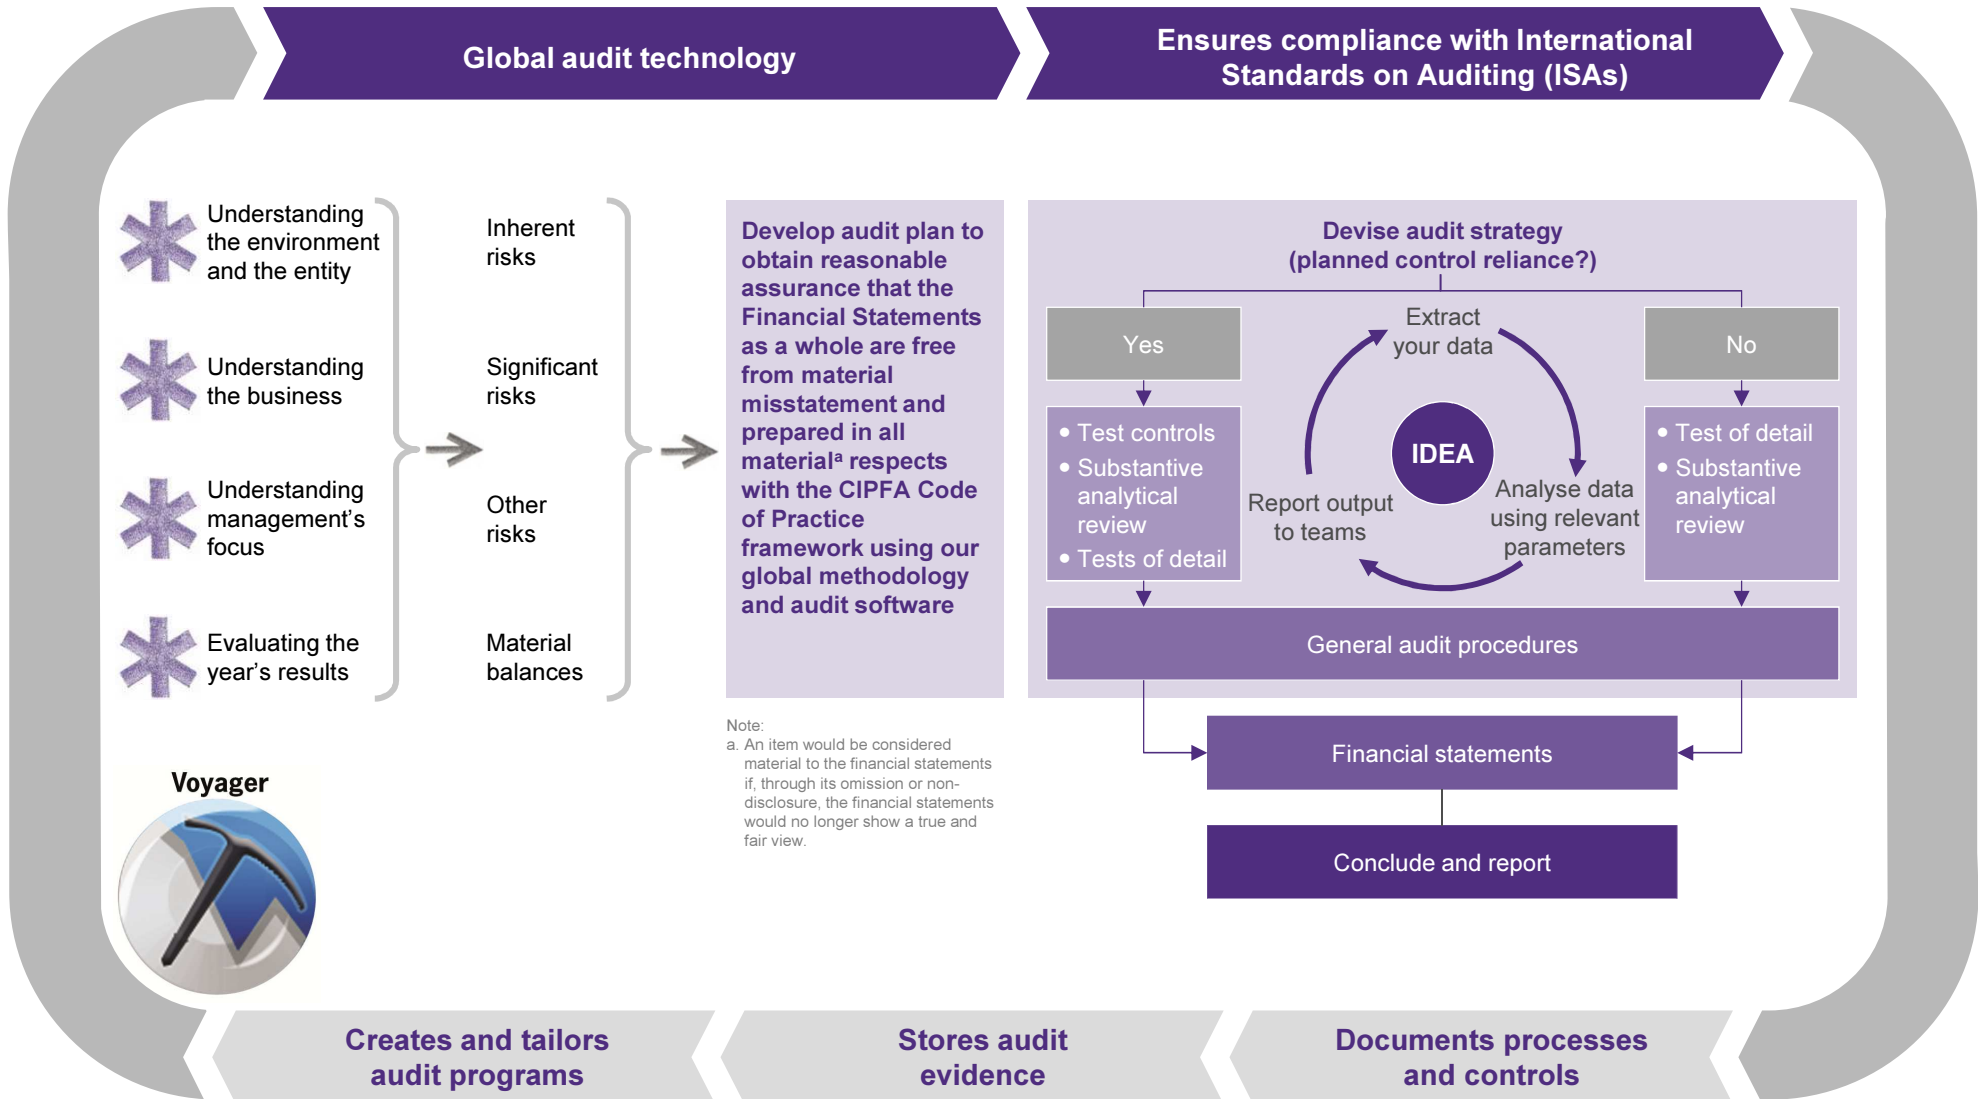 Global audit technology
Ensures compliance with International
Standards on Auditing (ISAs)
Understanding
the environment
and the entity
Understanding
the business
Understanding
management’s
focus
Evaluating the
year’s results
Inherent
risks
Significant
risks
Other
risks
Material
balances
Develop audit plan to
obtain reasonable
assurance that the
Financial Statements
as a whole are free
from material
misstatement and
prepared in all
materialᵃ respects
with the CIPFA Code
of Practice
framework using our
global methodology
and audit software
Note:
a. An item would be considered
material to the financial statements
if, through its omission or non-
disclosure, the financial statements
would no longer show a true and
fair view.
Devise audit strategy
(planned control reliance?)
Yes
• Test controls
• Substantive
analytical
review
• Tests of detail
Extract
your data
IDEA
Analyse data
using relevant
parameters
Report output
to teams
No
• Test of detail
• Substantive
analytical
review
General audit procedures
Financial statements
Conclude and report
Voyager
Creates and tailors
audit programs
Stores audit
evidence
Documents processes
and controls